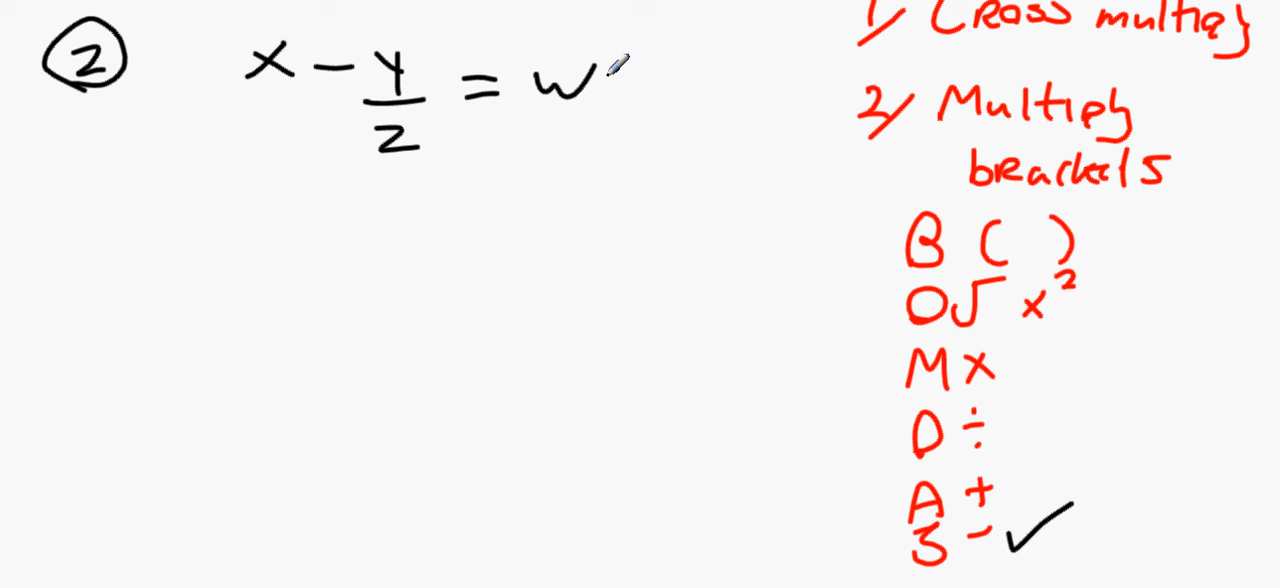 ② x - y/2 = w
1/ Cross multiply
2/ Multiply
brackets
B ( )
O √ x²
M ×
D ÷
A +
S - ✓